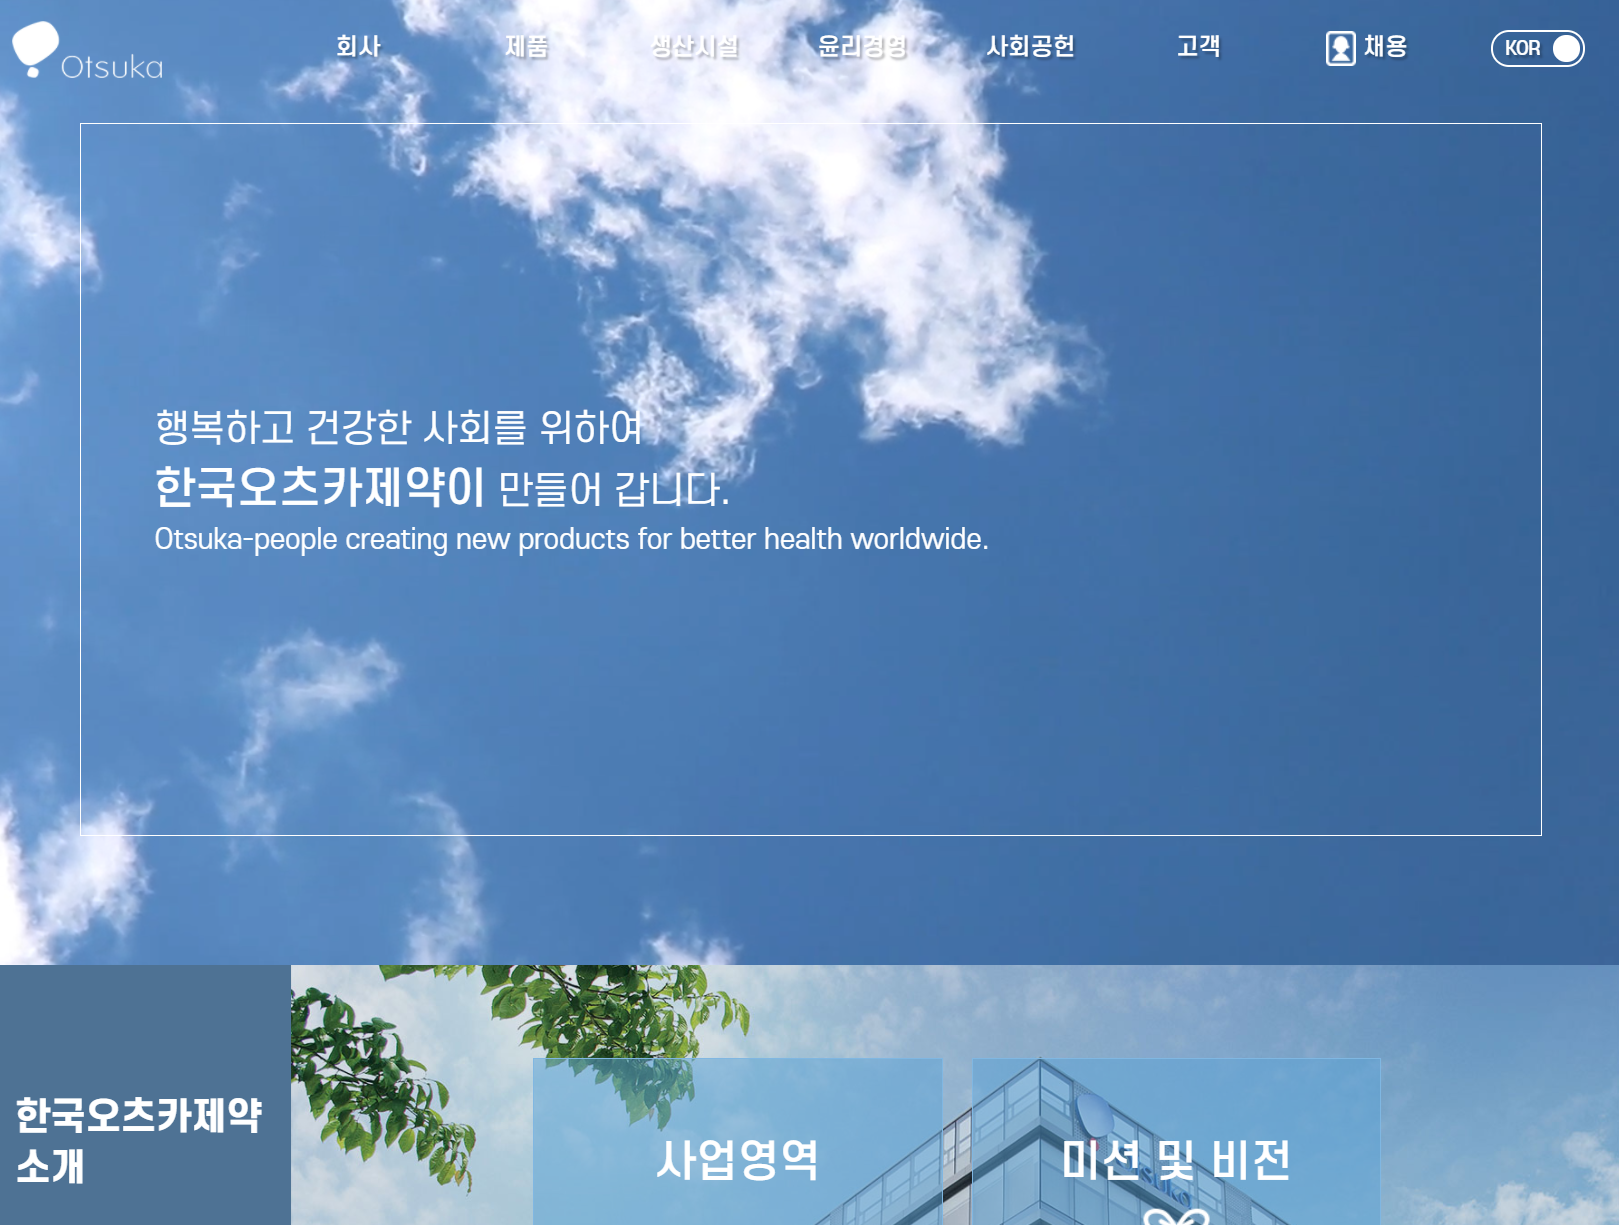 Otsuka
회사
제품
생산시설
윤리경영
사회공헌
고객
채용
KOR
행복하고 건강한 사회를 위하여
한국오츠카제약이 만들어 갑니다.
Otsuka-people creating new products for better health worldwide.
한국오츠카제약
소개
사업영역
미션 및 비전